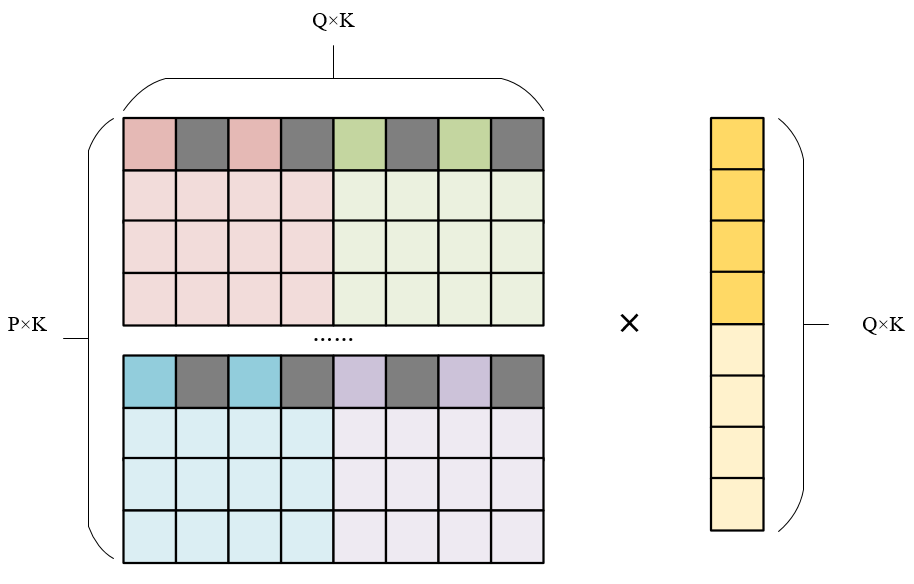 Q×K
P×K
......
×
Q×K